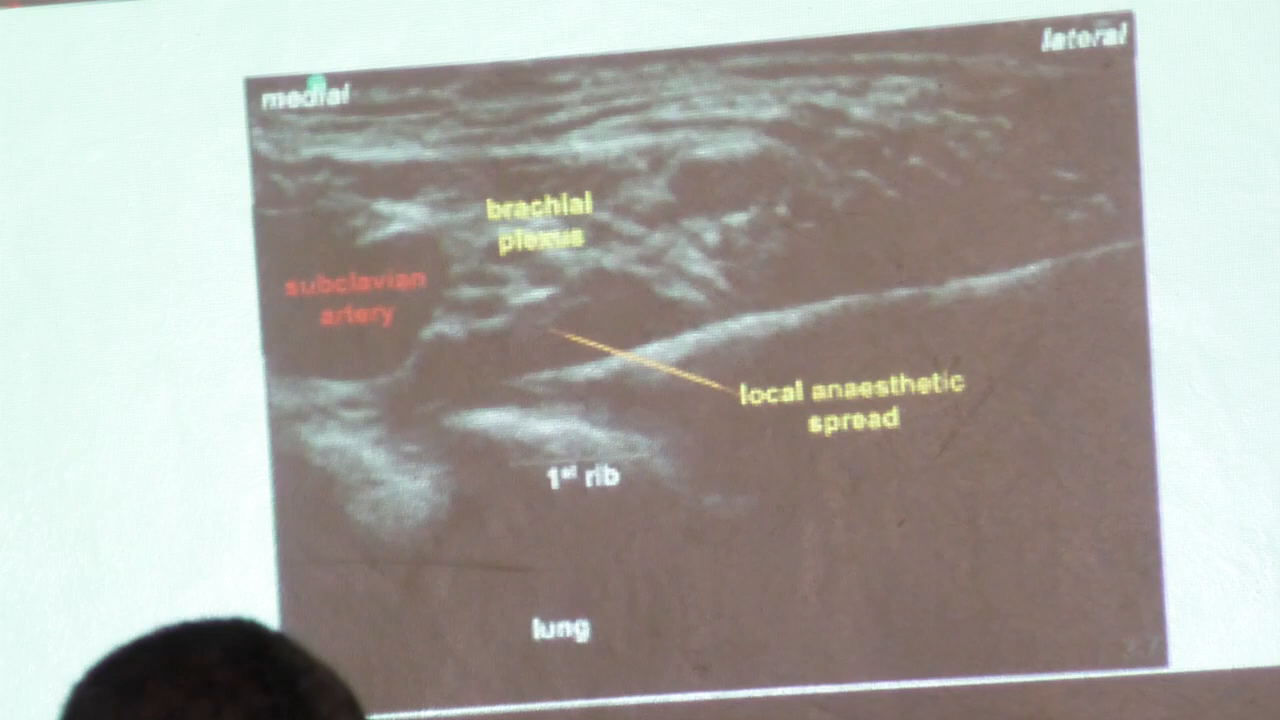 medial
lateral
brachial
plexus
subclavian
artery
local anaesthetic
spread
1st rib
lung